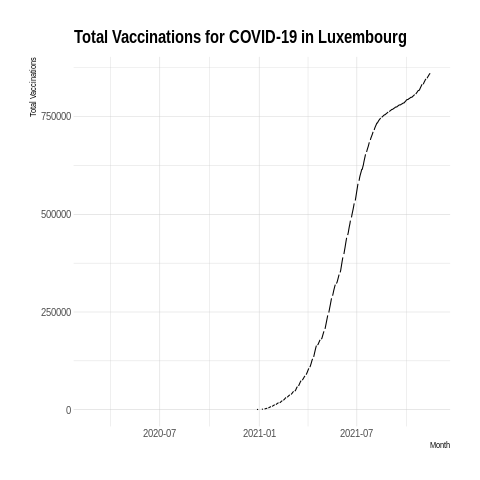 Total Vaccinations for COVID-19 in Luxembourg
Total Vaccinations
750000
500000
250000
0
2020-07 2021-01 2021-07
Month